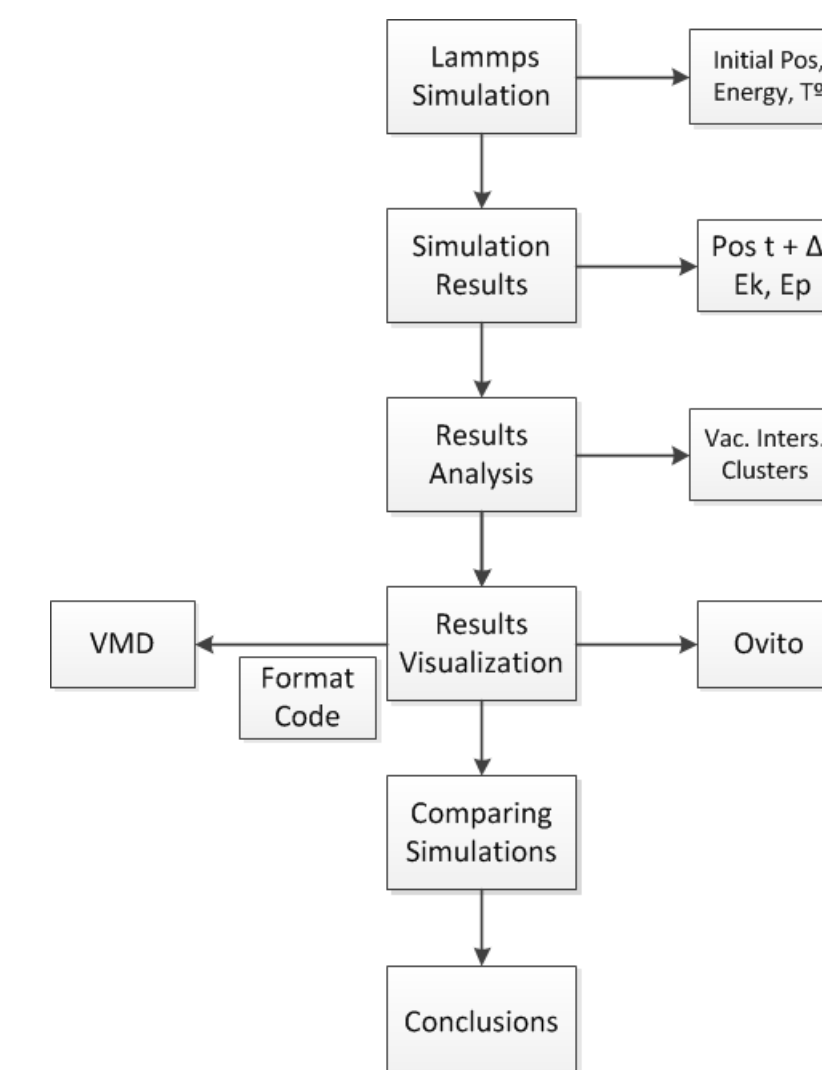 Lammps
Simulation
Initial Pos,
Energy, Tº
Simulation
Results
Pos t + Δ
Ek, Ep
Results
Analysis
Vac. Inters.
Clusters
VMD
Format
Code
Results
Visualization
Ovito
Comparing
Simulations
Conclusions